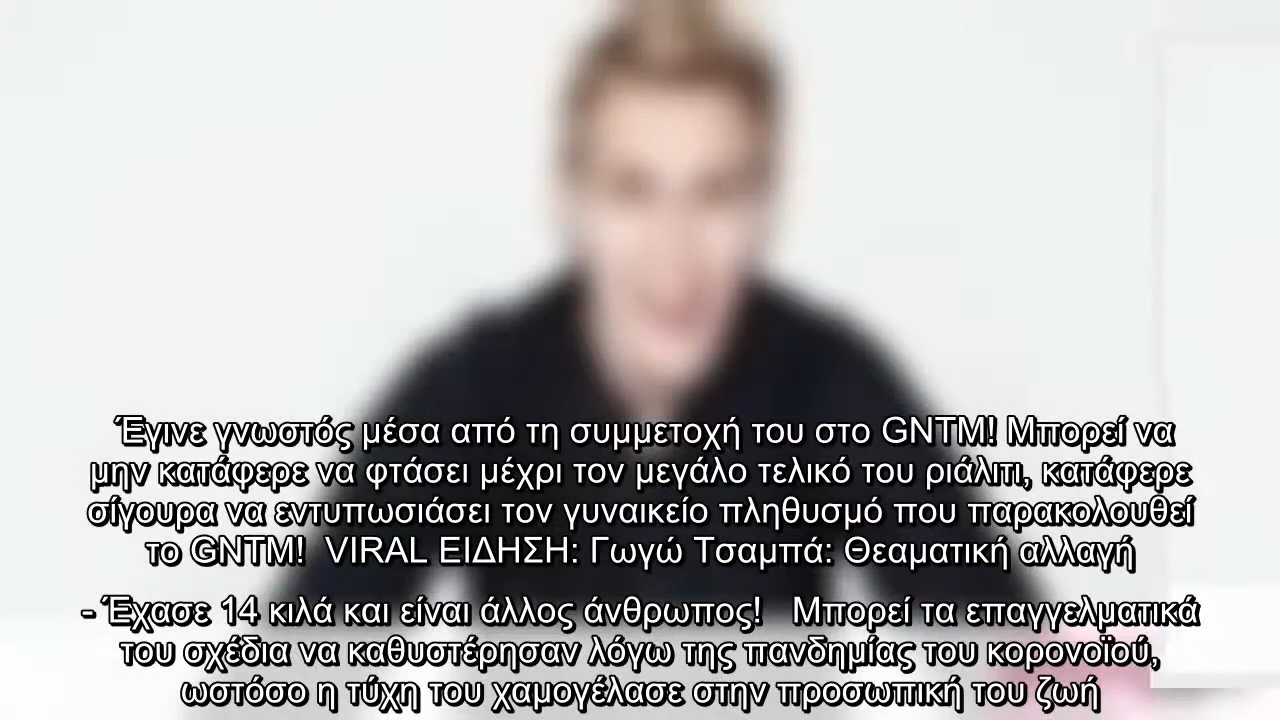 Έγινε γνωστός μέσα από τη συμμετοχή του στο GNTM! Μπορεί να
μην κατάφερε να φτάσει μέχρι τον μεγάλο τελικό του ριάλιτι, κατάφερε
σίγουρα να εντυπωσιάσει τον γυναικείο πληθυσμό που παρακολουθεί
το GNTM!  VIRAL ΕΙΔΗΣΗ: Γωγώ Τσαμπά: Θεαματική αλλαγή
- Έχασε 14 κιλά και είναι άλλος άνθρωπος!   Μπορεί τα επαγγελματικά
του σχέδια να καθυστέρησαν λόγω της πανδημίας του κορονοϊού,
ωστόσο η τύχη του χαμογέλασε στην προσωπική του ζωή